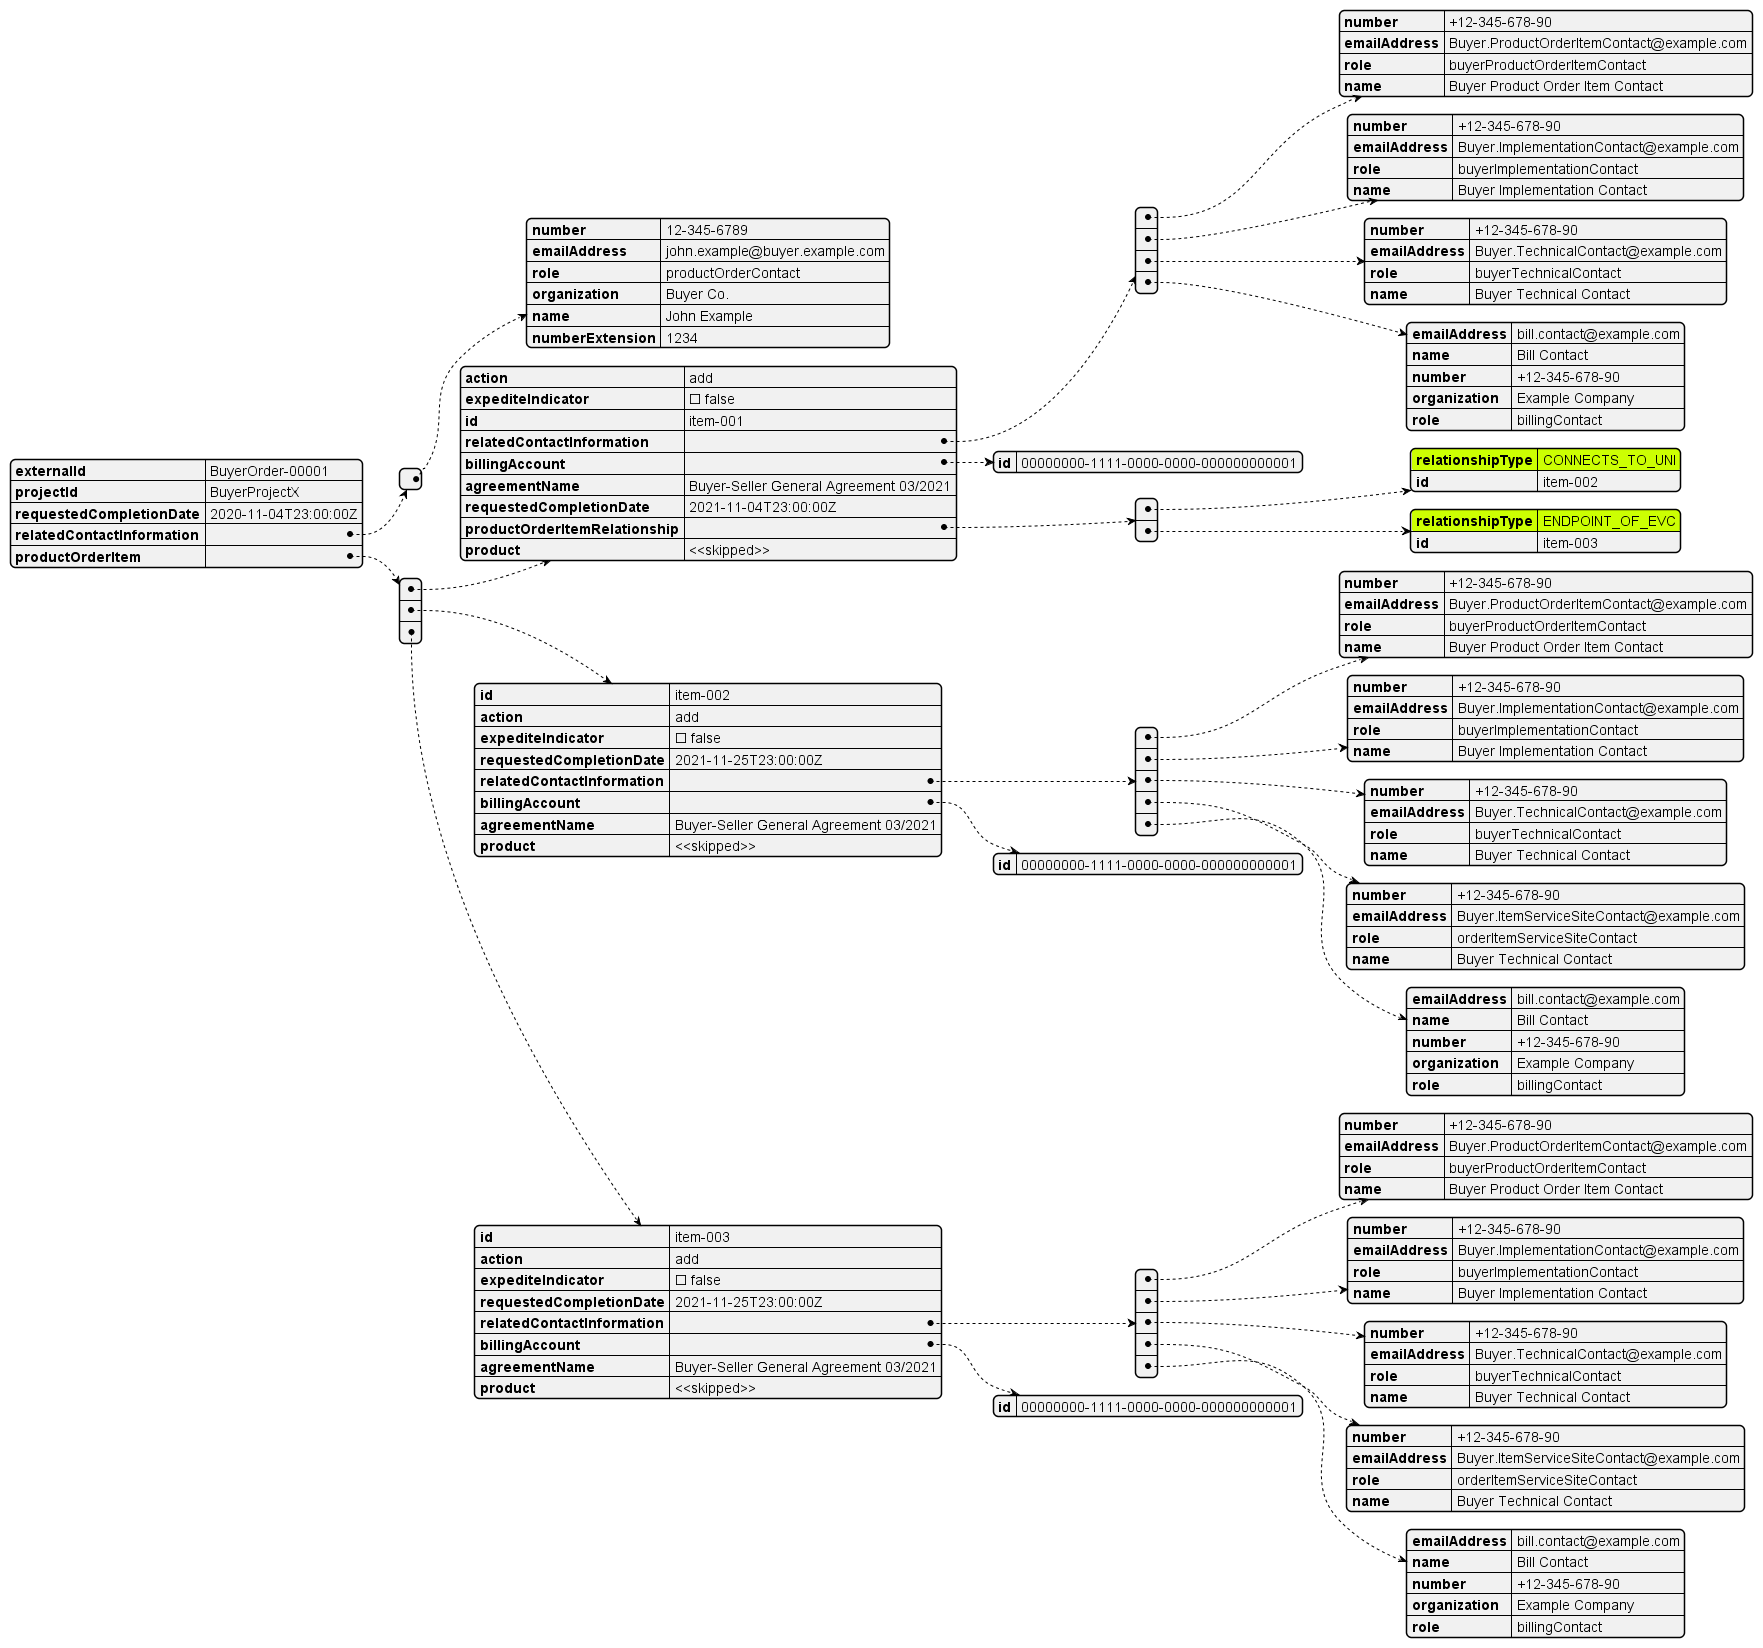 externalId BuyerOrder-00001
projectId BuyerProjectX
requestedCompletionDate 2020-11-04T23:00:00Z
relatedContactInformation
productOrderItem
number 12-345-6789
emailAddress john.example@buyer.example.com
role productOrderContact
organization Buyer Co.
name John Example
numberExtension 1234
action add
expediteIndicator ☐ false
id item-001
relatedContactInformation
billingAccount
agreementName Buyer-Seller General Agreement 03/2021
requestedCompletionDate 2021-11-04T23:00:00Z
productOrderItemRelationship
product <<skipped>>
number +12-345-678-90
emailAddress Buyer.ProductOrderItemContact@example.com
role buyerProductOrderItemContact
name Buyer Product Order Item Contact
number +12-345-678-90
emailAddress Buyer.ImplementationContact@example.com
role buyerImplementationContact
name Buyer Implementation Contact
number +12-345-678-90
emailAddress Buyer.TechnicalContact@example.com
role buyerTechnicalContact
name Buyer Technical Contact
emailAddress bill.contact@example.com
name Bill Contact
number +12-345-678-90
organization Example Company
role billingContact
id 00000000-1111-0000-0000-000000000001
relationshipType CONNECTS_TO_UNI
id item-002
relationshipType ENDPOINT_OF_EVC
id item-003
id item-002
action add
expediteIndicator ☐ false
requestedCompletionDate 2021-11-25T23:00:00Z
relatedContactInformation
billingAccount
agreementName Buyer-Seller General Agreement 03/2021
product <<skipped>>
number +12-345-678-90
emailAddress Buyer.ProductOrderItemContact@example.com
role buyerProductOrderItemContact
name Buyer Product Order Item Contact
number +12-345-678-90
emailAddress Buyer.ImplementationContact@example.com
role buyerImplementationContact
name Buyer Implementation Contact
number +12-345-678-90
emailAddress Buyer.TechnicalContact@example.com
role buyerTechnicalContact
name Buyer Technical Contact
number +12-345-678-90
emailAddress Buyer.ItemServiceSiteContact@example.com
role orderItemServiceSiteContact
name Buyer Technical Contact
emailAddress bill.contact@example.com
name Bill Contact
number +12-345-678-90
organization Example Company
role billingContact
id 00000000-1111-0000-0000-000000000001
id item-003
action add
expediteIndicator ☐ false
requestedCompletionDate 2021-11-25T23:00:00Z
relatedContactInformation
billingAccount
agreementName Buyer-Seller General Agreement 03/2021
product <<skipped>>
number +12-345-678-90
emailAddress Buyer.ProductOrderItemContact@example.com
role buyerProductOrderItemContact
name Buyer Product Order Item Contact
number +12-345-678-90
emailAddress Buyer.ImplementationContact@example.com
role buyerImplementationContact
name Buyer Implementation Contact
number +12-345-678-90
emailAddress Buyer.TechnicalContact@example.com
role buyerTechnicalContact
name Buyer Technical Contact
number +12-345-678-90
emailAddress Buyer.ItemServiceSiteContact@example.com
role orderItemServiceSiteContact
name Buyer Technical Contact
emailAddress bill.contact@example.com
name Bill Contact
number +12-345-678-90
organization Example Company
role billingContact
id 00000000-1111-0000-0000-000000000001